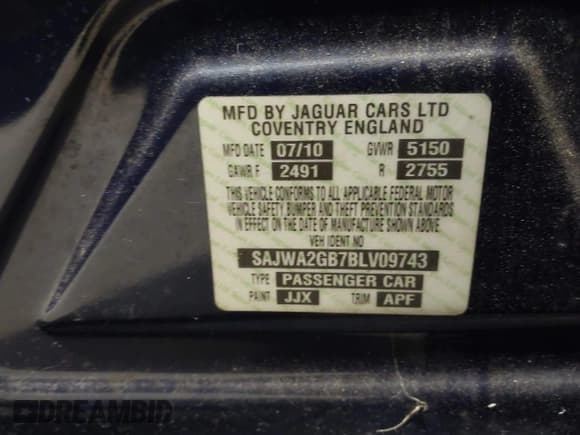 MFD BY JAGUAR CARS LTD
COVENTRY ENGLAND
MFD DATE 07/10 GVWR 5150
GAWR F 2491 R 2755
THIS VEHICLE CONFORMS TO ALL APPLICABLE FEDERAL MOTOR
VEHICLE SAFETY, BUMPER AND THEFT PREVENTION STANDARDS
IN EFFECT ON THE DATE OF MANUFACTURE SHOWN ABOVE
VEH IDENT NO
SAJWA2GB7BLV09743
TYPE PASSENGER CAR
PAINT JJX TRIM APF
DREAMBID